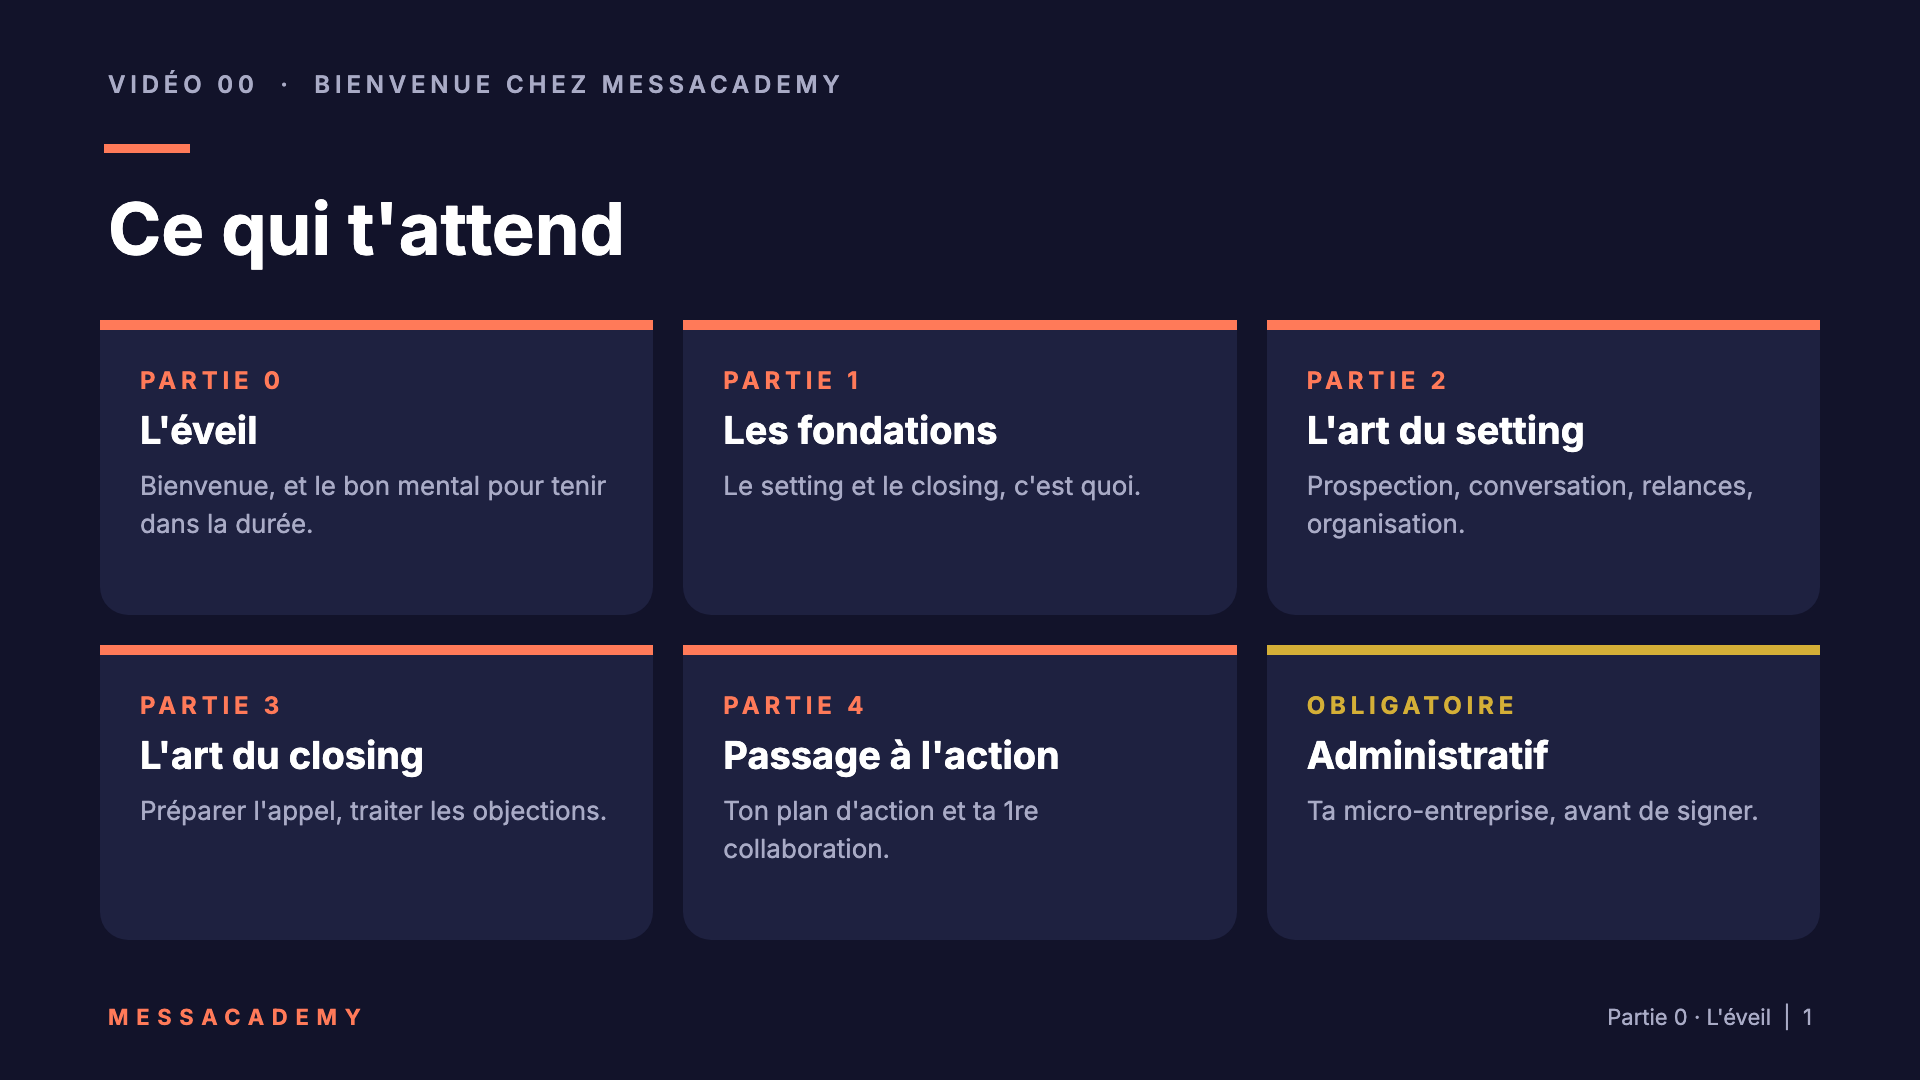 VIDÉO 00 · BIENVENUE CHEZ MESSACADEMY
Ce qui t'attend
PARTIE 0
L'éveil
Bienvenue, et le bon mental pour tenir
dans la durée.
PARTIE 1
Les fondations
Le setting et le closing, c'est quoi.
PARTIE 2
L'art du setting
Prospection, conversation, relances,
organisation.
PARTIE 3
L'art du closing
Préparer l'appel, traiter les objections.
PARTIE 4
Passage à l'action
Ton plan d'action et ta 1re
collaboration.
OBLIGATOIRE
Administratif
Ta micro-entreprise, avant de signer.
MESSACADEMY
Partie 0 · L'éveil | 1